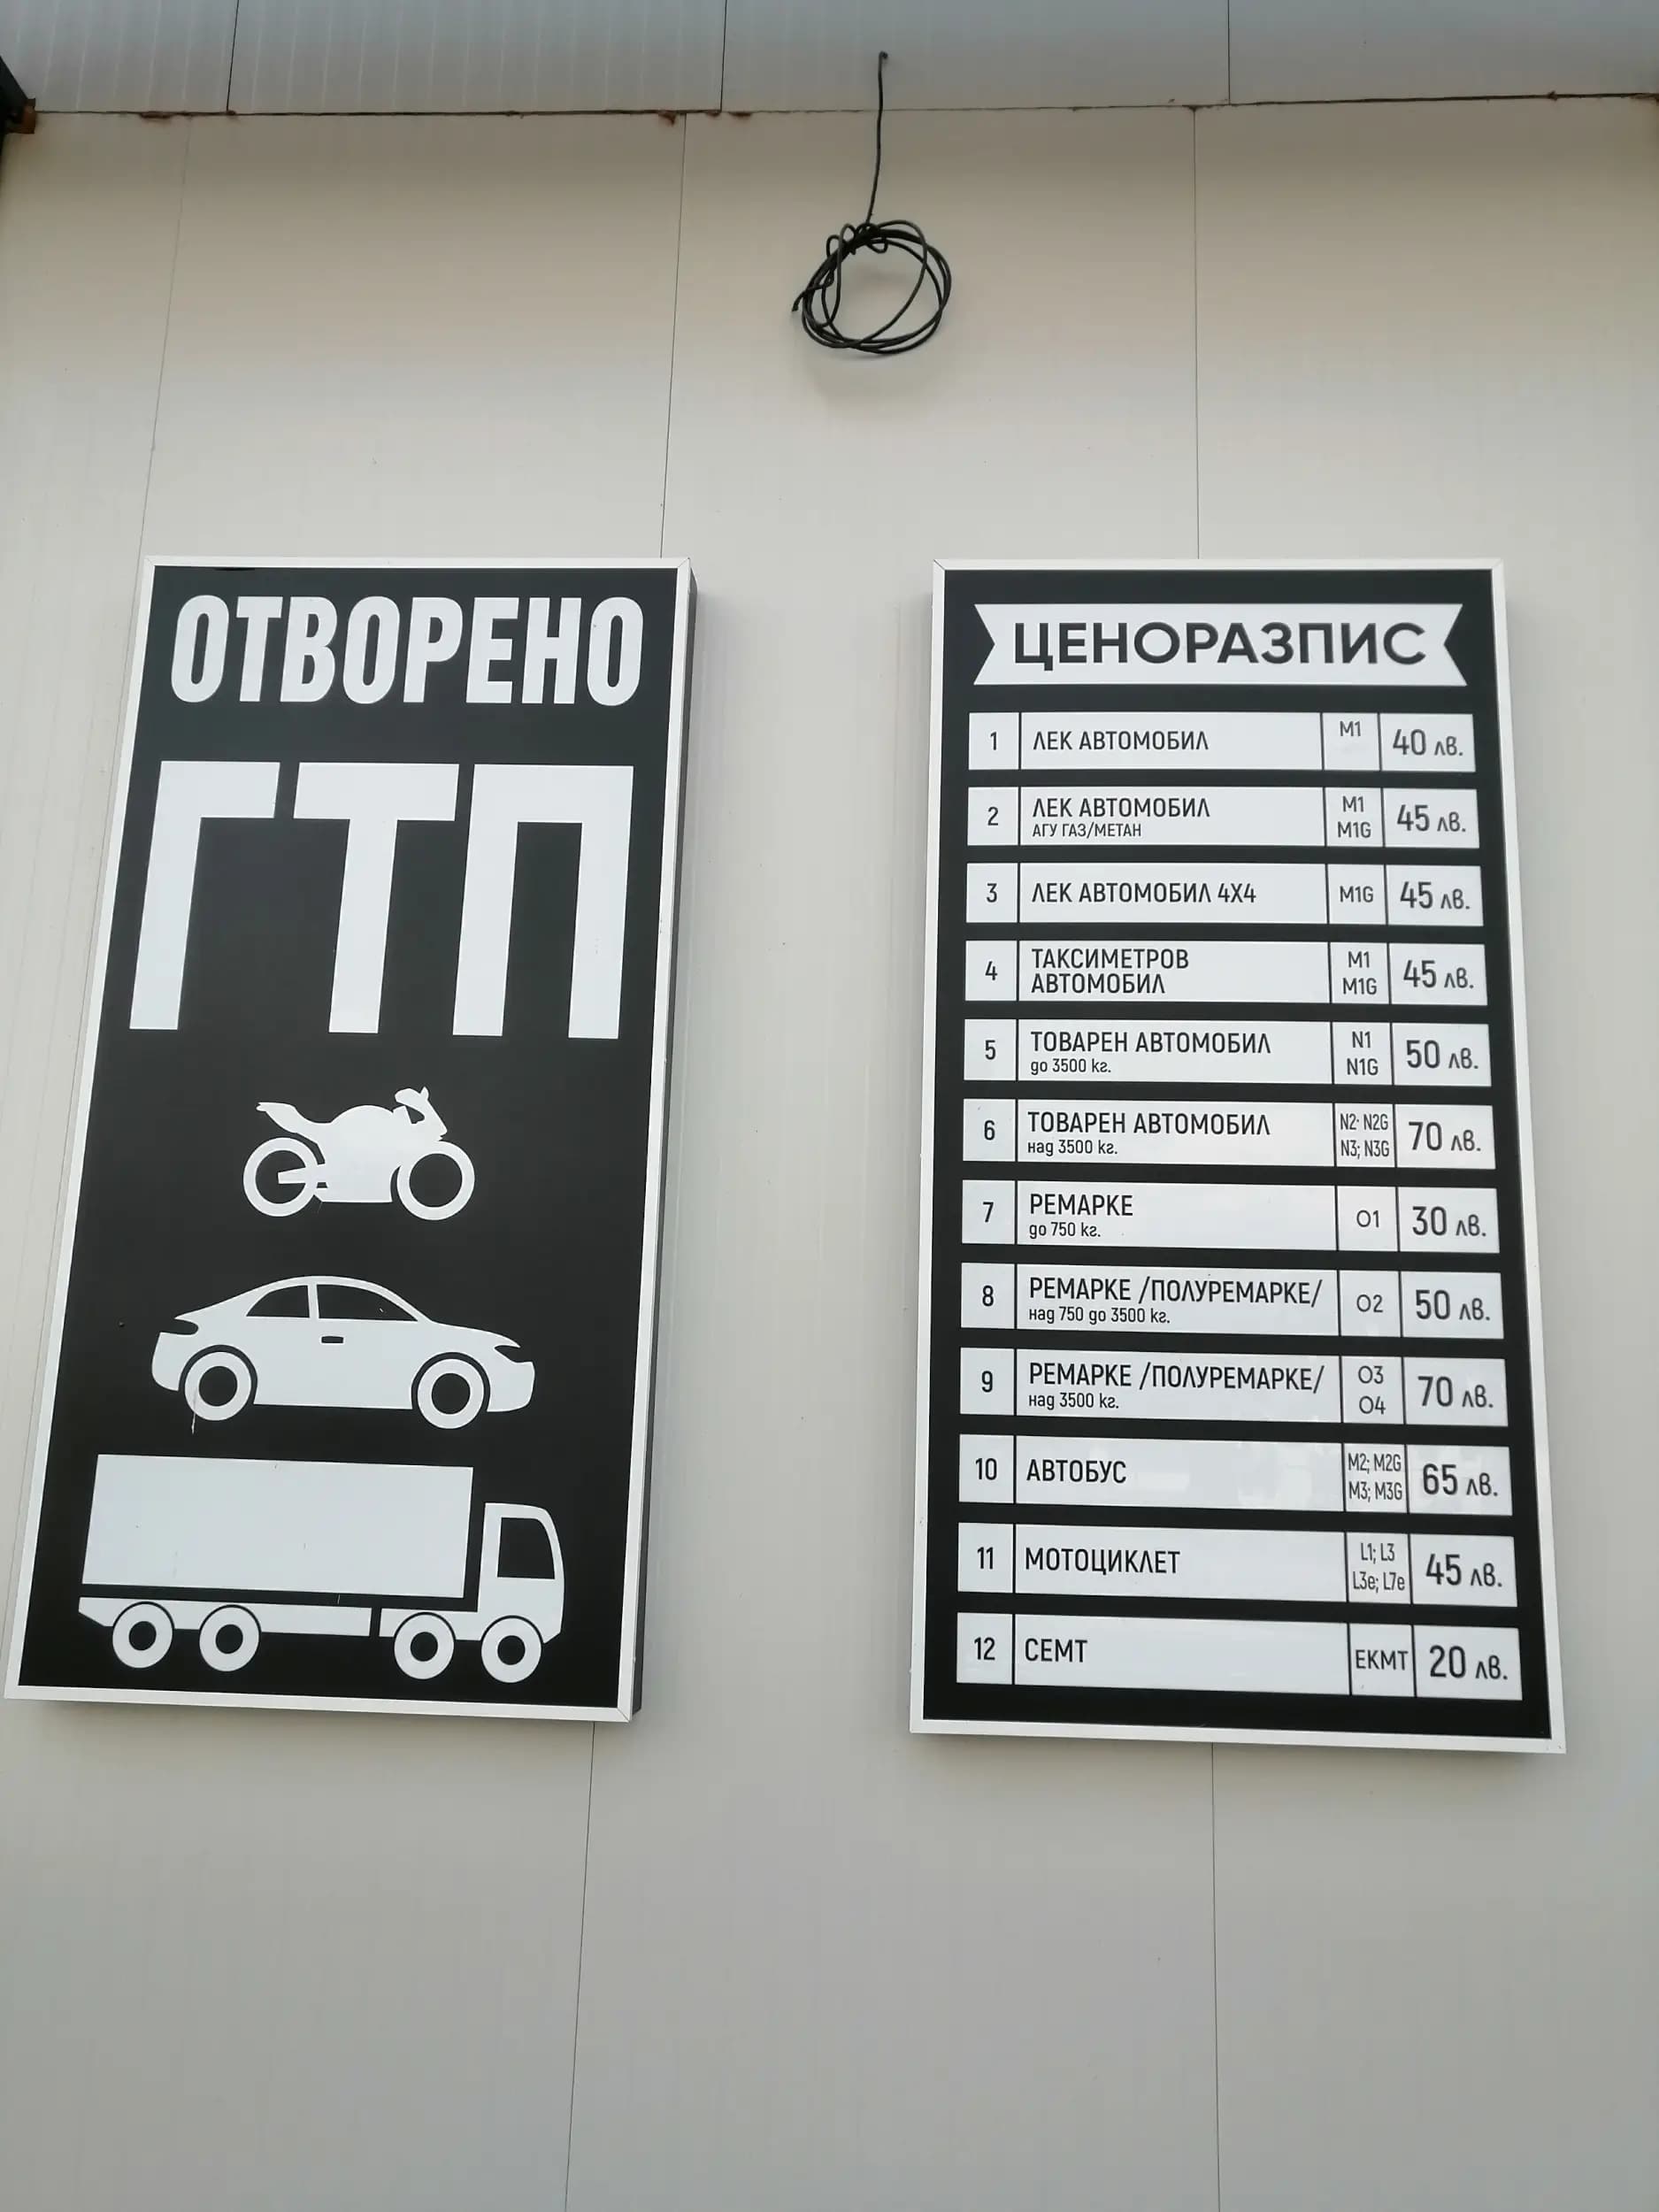 ОТВОРЕНО
ГТП
ЦЕНОРАЗПИС
1 ЛЕК АВТОМОБИЛ M1 40 лв.
2 ЛЕК АВТОМОБИЛ M1 45 лв.
АГУ ГАЗ/МЕТАН M1G
3 ЛЕК АВТОМОБИЛ 4X4 M1G 45 лв.
4 ТАКСИМЕТРОВ M1 45 лв.
АВТОМОБИЛ M1G
5 ТОВАРЕН АВТОМОБИЛ N1 50 лв.
до 3500 кг. N1G
6 ТОВАРЕН АВТОМОБИЛ N2; N2G 70 лв.
над 3500 кг. N3; N3G
7 РЕМАРКЕ O1 30 лв.
до 750 кг.
8 РЕМАРКЕ /ПОЛУРЕМАРКЕ/ O2 50 лв.
над 750 до 3500 кг.
9 РЕМАРКЕ /ПОЛУРЕМАРКЕ/ O3 70 лв.
над 3500 кг. O4
10 АВТОБУС M2; M2G 65 лв.
M3; M3G
11 МОТОЦИКЛЕТ L1; L3 45 лв.
L3e; L7e
12 СЕМТ ЕКМТ 20 лв.